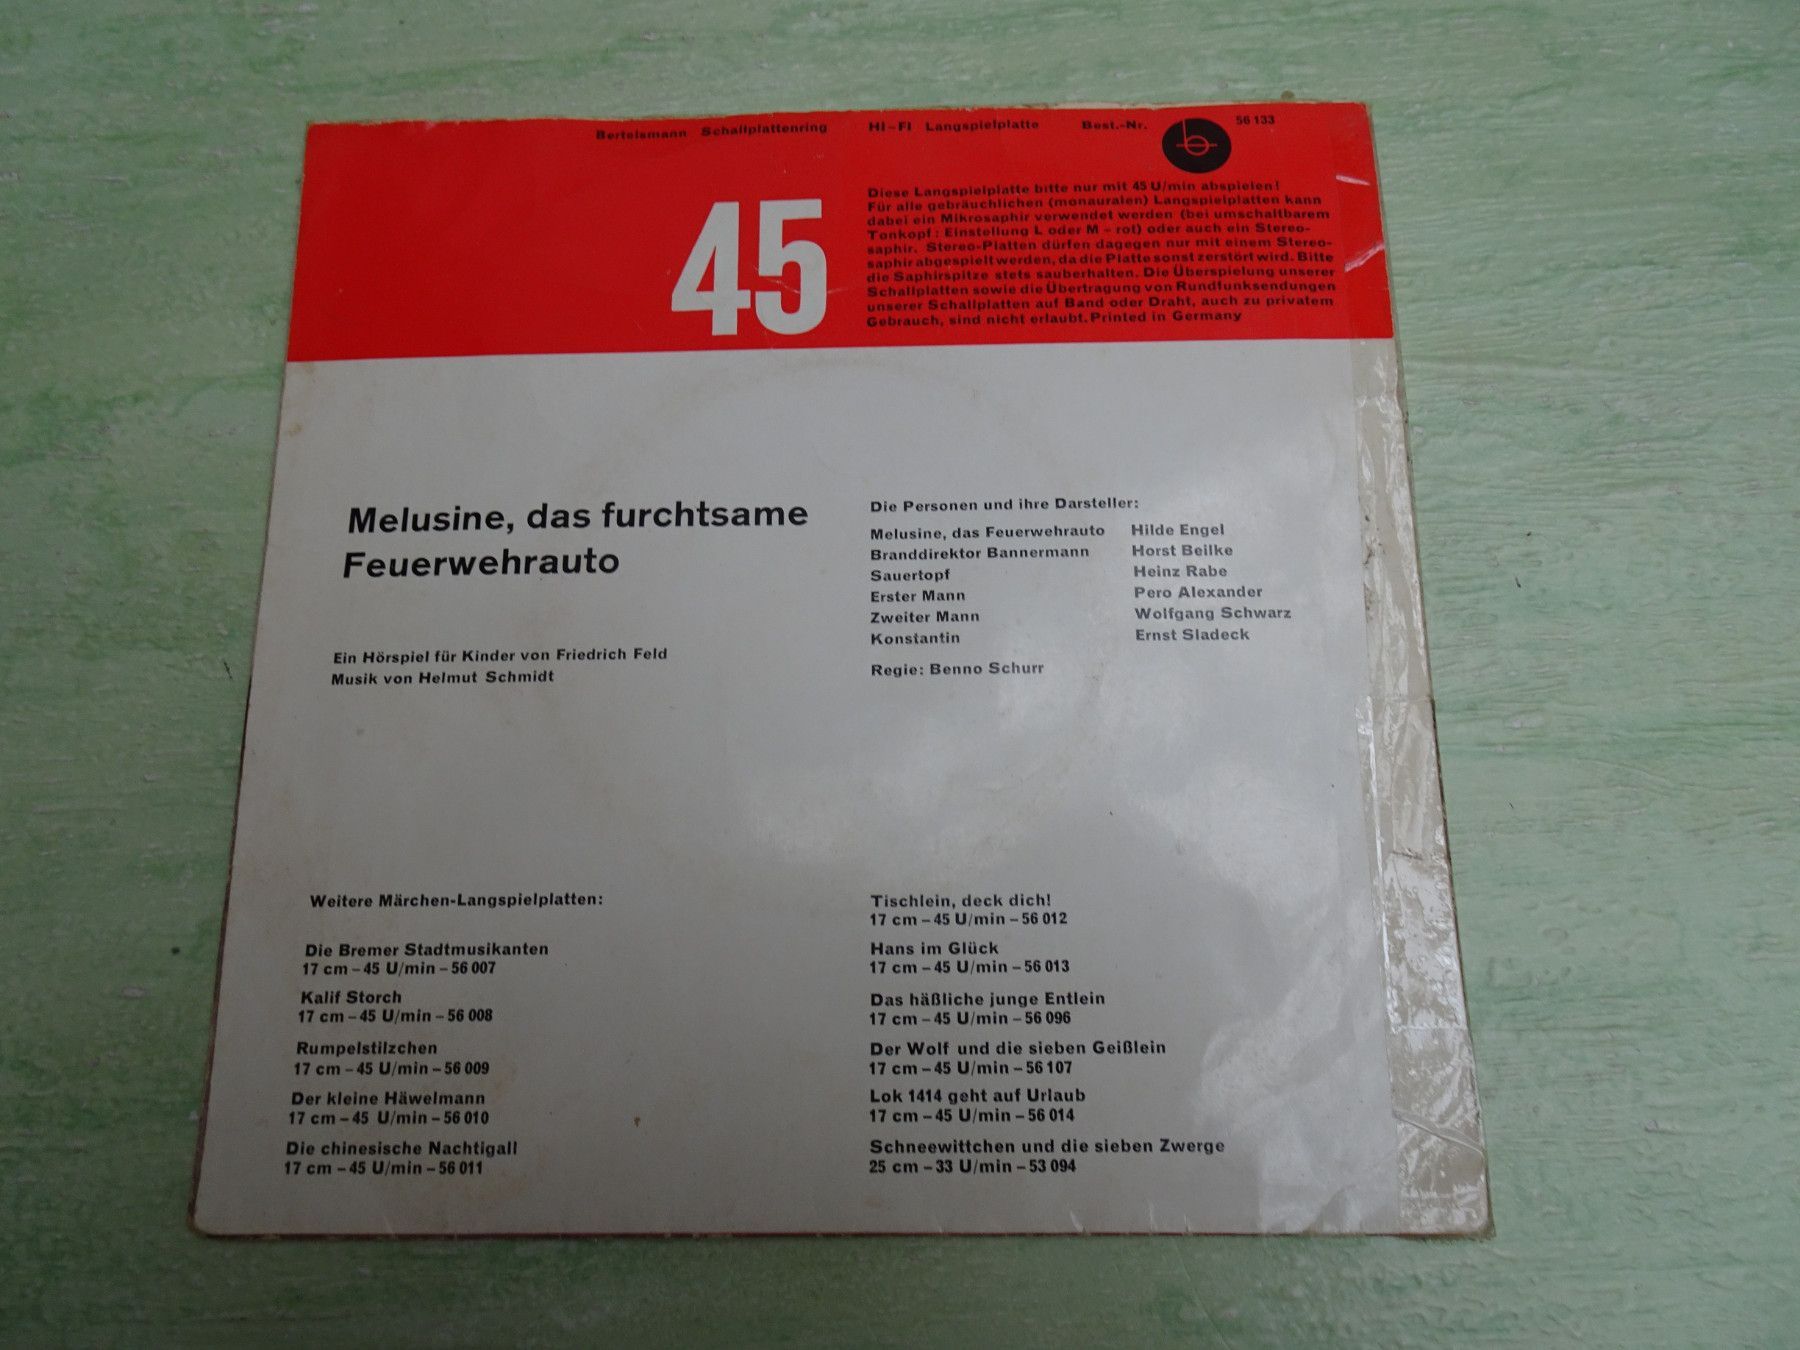 Bertelsmann Schallplattenring HI-FI Langspielplatte Best.-Nr. b 56 133
45
Diese Langspielplatte bitte nur mit 45 U/min abspielen!
Für alle gebräuchlichen (monauralen) Langspielplatten kann
dabei ein Mikrosaphir verwendet werden (bei umschaltbarem
Tonkopf: Einstellung L oder M – rot) oder auch ein Stereo-
saphir. Stereo-Platten dürfen dagegen nur mit einem Stereo-
saphir abgespielt werden, da die Platte sonst zerstört wird. Bitte
die Saphirspitze stets sauberhalten. Die Überspielung unserer
Schallplatten sowie die Übertragung von Rundfunksendungen
unserer Schallplatten auf Band oder Draht, auch zu privatem
Gebrauch, sind nicht erlaubt. Printed in Germany
Melusine, das furchtsame
Feuerwehrauto
Ein Hörspiel für Kinder von Friedrich Feld
Musik von Helmut Schmidt
Die Personen und ihre Darsteller:
Melusine, das Feuerwehrauto Hilde Engel
Branddirektor Bannermann Horst Beilke
Sauertopf Heinz Rabe
Erster Mann Pero Alexander
Zweiter Mann Wolfgang Schwarz
Konstantin Ernst Sladeck
Regie: Benno Schurr
Weitere Märchen-Langspielplatten:
Die Bremer Stadtmusikanten
17 cm – 45 U/min – 56 007
Kalif Storch
17 cm – 45 U/min – 56 008
Rumpelstilzchen
17 cm – 45 U/min – 56 009
Der kleine Häwelmann
17 cm – 45 U/min – 56 010
Die chinesische Nachtigall
17 cm – 45 U/min – 56 011
Tischlein, deck dich!
17 cm – 45 U/min – 56 012
Hans im Glück
17 cm – 45 U/min – 56 013
Das häßliche junge Entlein
17 cm – 45 U/min – 56 096
Der Wolf und die sieben Geißlein
17 cm – 45 U/min – 56 107
Lok 1414 geht auf Urlaub
17 cm – 45 U/min – 56 014
Schneewittchen und die sieben Zwerge
25 cm – 33 U/min – 53 094